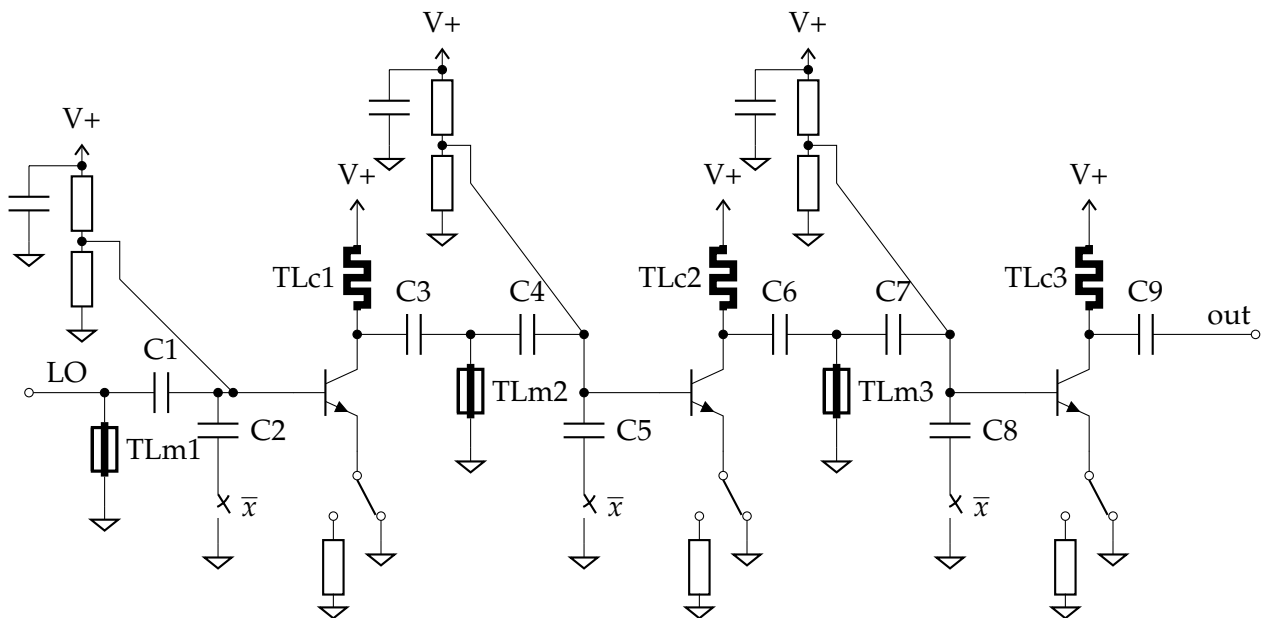 V+
V+
V+
V+
V+
V+
TLc1
C3
C4
TLc2
C6
C7
TLc3
C9
out
LO
C1
TLm1
C2
x̅
TLm2
C5
x̅
TLm3
C8
x̅